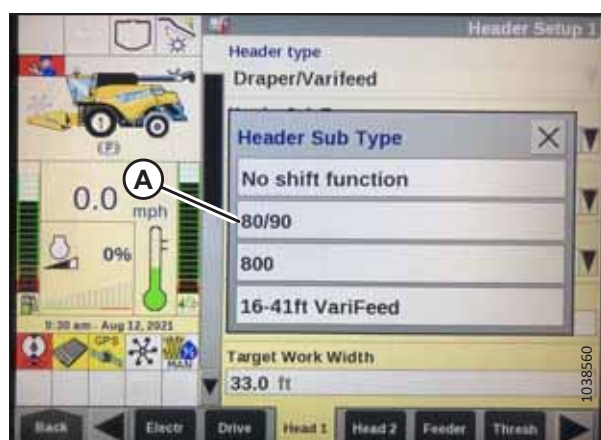 Header Setup 1
Header type
Draper/Varifeed
Header Sub Type
No shift function
80/90
800
16-41ft VariFeed
A
1
(P)
0.0 mph
0%
9:30 am Aug 12, 2021
GPS
MAN
Target Work Width
33.0 ft
Back
Electr
Drive
Head 1
Head 2
Feeder
Thresh
1038560